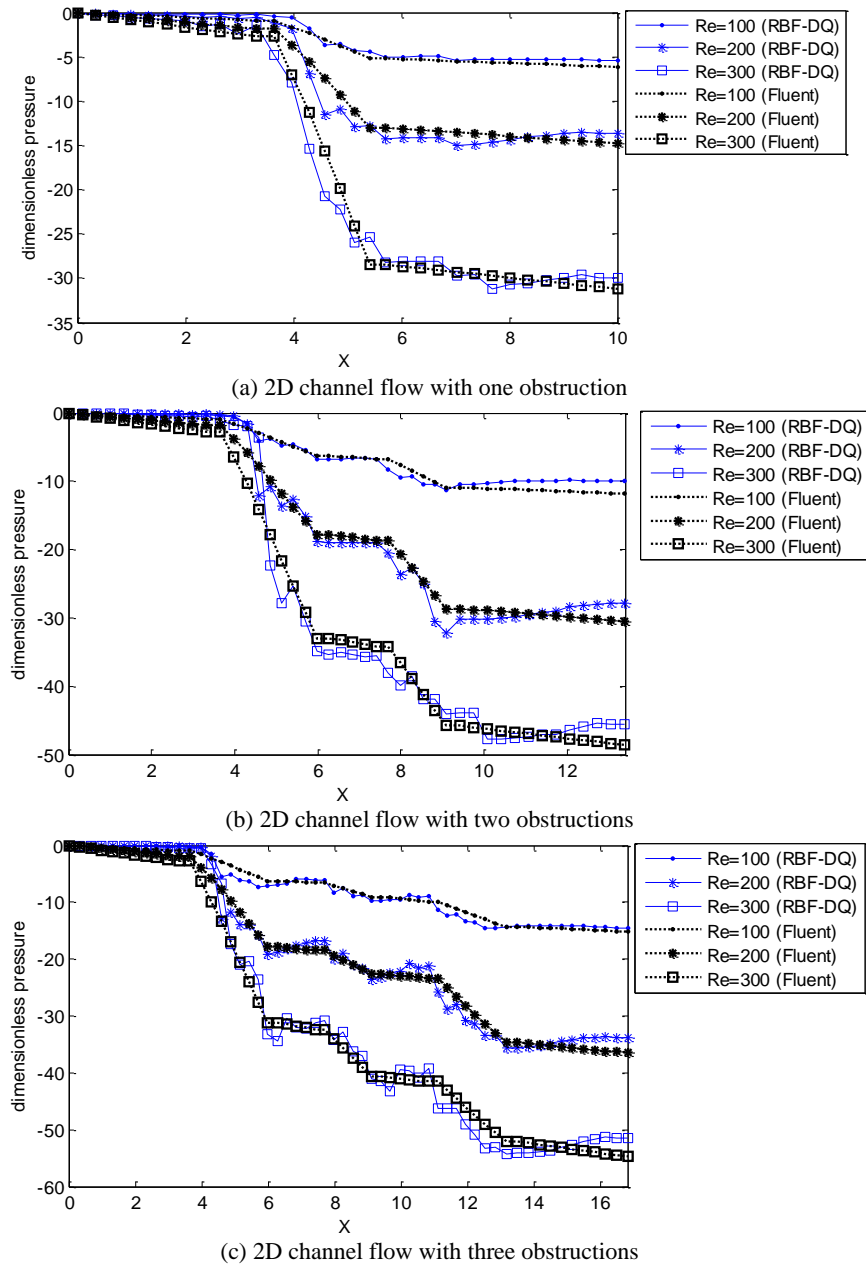 0
-5
-10
-15
-20
-25
-30
-35
dimensionless pressure
0 2 4 6 8 10
X
Re=100 (RBF-DQ)
Re=200 (RBF-DQ)
Re=300 (RBF-DQ)
Re=100 (Fluent)
Re=200 (Fluent)
Re=300 (Fluent)
(a) 2D channel flow with one obstruction
0
-10
-20
-30
-40
-50
dimensionless pressure
0 2 4 6 8 10 12
X
Re=100 (RBF-DQ)
Re=200 (RBF-DQ)
Re=300 (RBF-DQ)
Re=100 (Fluent)
Re=200 (Fluent)
Re=300 (Fluent)
(b) 2D channel flow with two obstructions
0
-10
-20
-30
-40
-50
-60
dimensionless pressure
0 2 4 6 8 10 12 14 16
X
Re=100 (RBF-DQ)
Re=200 (RBF-DQ)
Re=300 (RBF-DQ)
Re=100 (Fluent)
Re=200 (Fluent)
Re=300 (Fluent)
(c) 2D channel flow with three obstructions